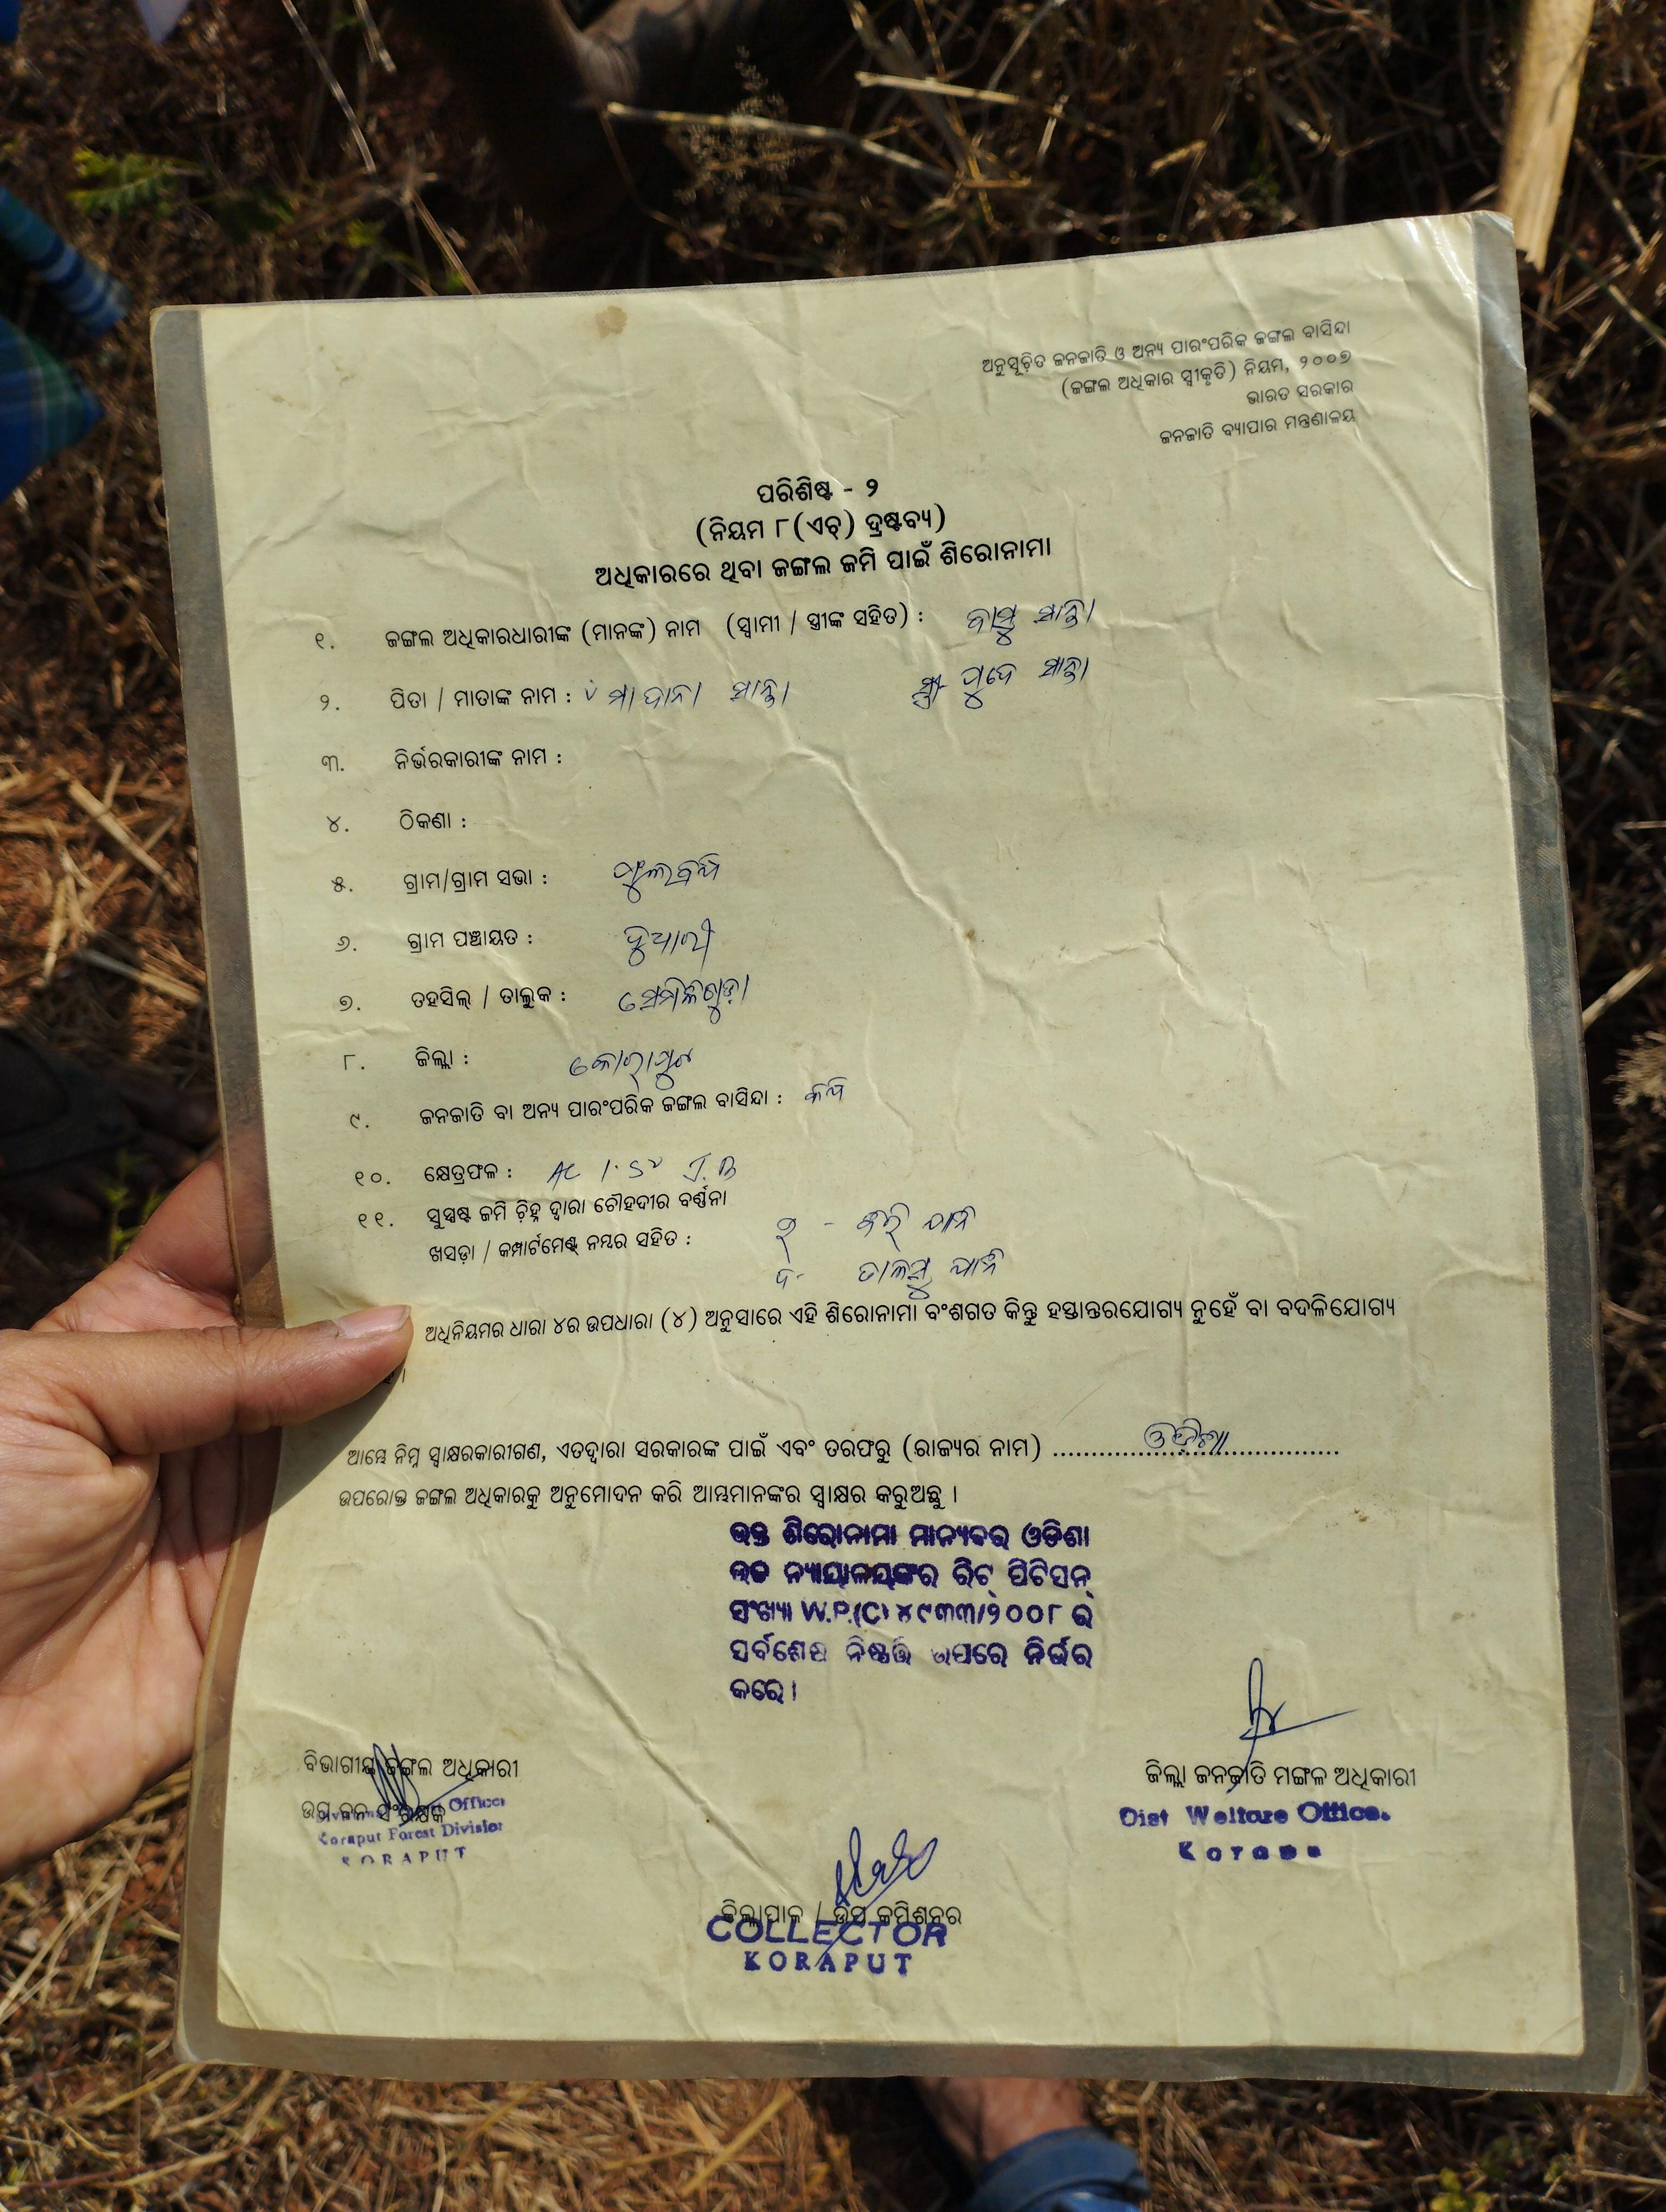 ଅନୁସୂଚିତ ଜନଜାତି ଓ ଅନ୍ୟ ପାରଂପରିକ ଜଙ୍ଗଲ ବାସିନ୍ଦା
(ଜଙ୍ଗଲ ଅଧିକାର ସ୍ୱୀକୃତି) ନିୟମ, ୨୦୦୭
ଭାରତ ସରକାର
ଜନଜାତି ବ୍ୟାପାର ମନ୍ତ୍ରଣାଳୟ
ପରିଶିଷ୍ଟ - ୨
(ନିୟମ ୮(ଏଚ୍) ଦ୍ରଷ୍ଟବ୍ୟ)
ଅଧିକାରରେ ଥିବା ଜଙ୍ଗଲ ଜମି ପାଇଁ ଶିରୋନାମା
୧. ଜଙ୍ଗଲ ଅଧିକାରଧାରୀଙ୍କ (ମାନଙ୍କ) ନାମ (ସ୍ୱାମୀ / ସ୍ତ୍ରୀଙ୍କ ସହିତ) : ସାନ୍ତା
୨. ପିତା / ମାତାଙ୍କ ନାମ : ସାନ୍ତା ସ୍ତ୍ରୀ ସାନ୍ତା
୩. ନିର୍ଭରକାରୀଙ୍କ ନାମ :
୪. ଠିକଣା :
୫. ଗ୍ରାମ/ଗ୍ରାମ ସଭା :
୬. ଗ୍ରାମ ପଞ୍ଚାୟତ :
୭. ତହସିଲ୍ / ତାଲୁକ : ସେମିଳିଗୁଡ଼ା
୮. ଜିଲ୍ଲା : କୋରାପୁଟ
୯. ଜନଜାତି ବା ଅନ୍ୟ ପାରଂପରିକ ଜଙ୍ଗଲ ବାସିନ୍ଦା :
୧୦. କ୍ଷେତ୍ରଫଳ : AC
୧୧. ସୁସ୍ପଷ୍ଟ ଜମି ଚିହ୍ନ ଦ୍ୱାରା ଚୌହଦୀର ବର୍ଣ୍ଣନା
ଖସଡ଼ା / କମ୍ପାର୍ଟମେଣ୍ଟ୍ ନମ୍ବର ସହିତ :
ଅଧିନିୟମର ଧାରା ୪ର ଉପଧାରା (୪) ଅନୁସାରେ ଏହି ଶିରୋନାମା ବଂଶଗତ କିନ୍ତୁ ହସ୍ତାନ୍ତରଯୋଗ୍ୟ ନୁହେଁ ବା ବଦଳିଯୋଗ୍ୟ
ଆମ୍ଭେ ନିମ୍ନ ସ୍ୱାକ୍ଷରକାରୀଗଣ, ଏତଦ୍ୱାରା ସରକାରଙ୍କ ପାଇଁ ଏବଂ ତରଫରୁ (ରାଜ୍ୟର ନାମ) ଓଡ଼ିଶା
ଉପରୋକ୍ତ ଜଙ୍ଗଲ ଅଧିକାରକୁ ଅନୁମୋଦନ କରି ଆମ୍ଭମାନଙ୍କର ସ୍ୱାକ୍ଷର କରୁଅଛୁ ।
ଉକ୍ତ ଶିରୋନାମା ମାନ୍ୟବର ଓଡିଶା
ଉଚ୍ଚ ନ୍ୟାୟାଳୟଙ୍କର ରିଟ୍ ପିଟିସନ୍
ସଂଖ୍ୟା W.P.(C) ୪୯୩୩/୨୦୦୮ ର
ସର୍ବଶେଷ ନିଷ୍ପତ୍ତି ଉପରେ ନିର୍ଭର
କରେ ।
ବିଭାଗୀୟ ଜଙ୍ଗଲ ଅଧିକାରୀ
ଉପ ବନ ସଂରକ୍ଷକ
Officer
Koraput Forest Division
KORAPUT
ଜିଲ୍ଲା ଜନଜାତି ମଙ୍ଗଳ ଅଧିକାରୀ
Dist Welfare Office.
ଜିଲ୍ଲାପାଳ / ଉପ କମିଶନର
COLLECTOR
KORAPUT